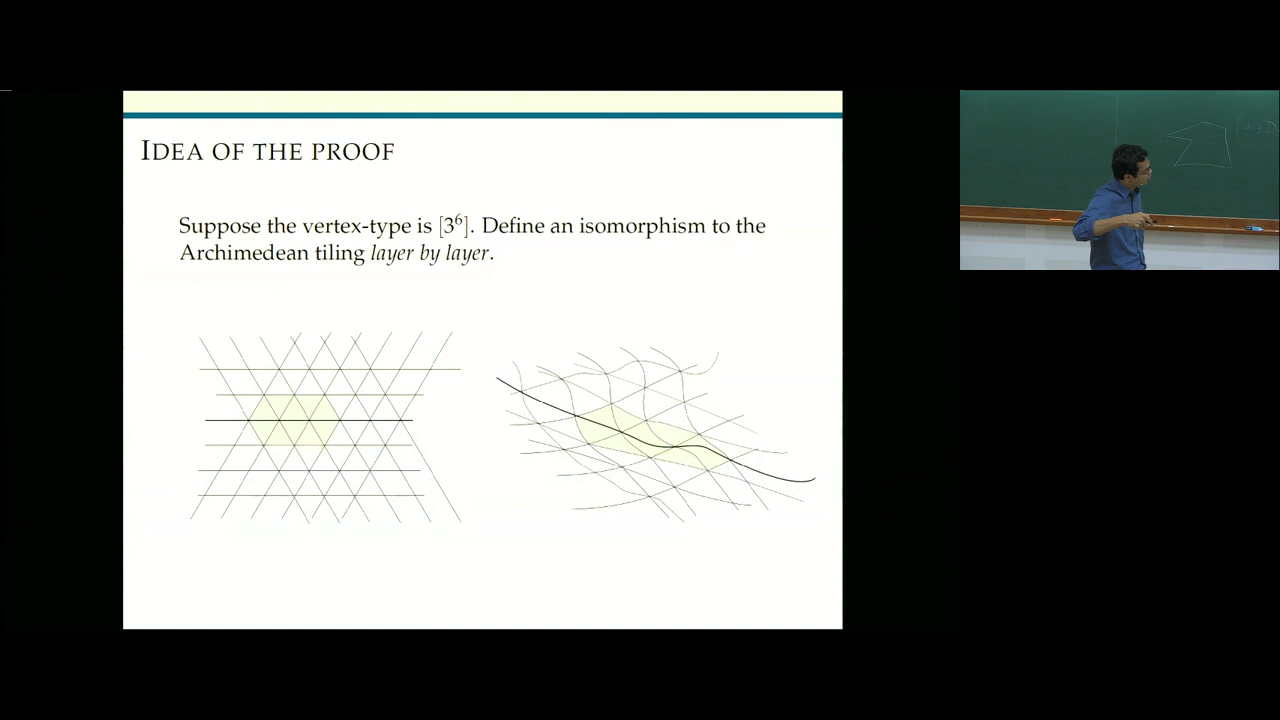 IDEA OF THE PROOF
Suppose the vertex-type is [3⁶]. Define an isomorphism to the
Archimedean tiling layer by layer.